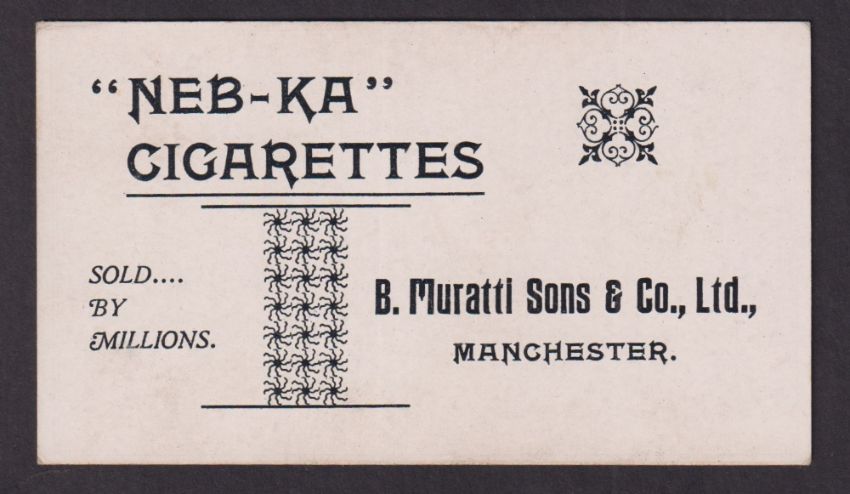 "NEB-KA"
CIGARETTES
SOLD....
BY
MILLIONS.
B. Muratti Sons & Co., Ltd.,
MANCHESTER.